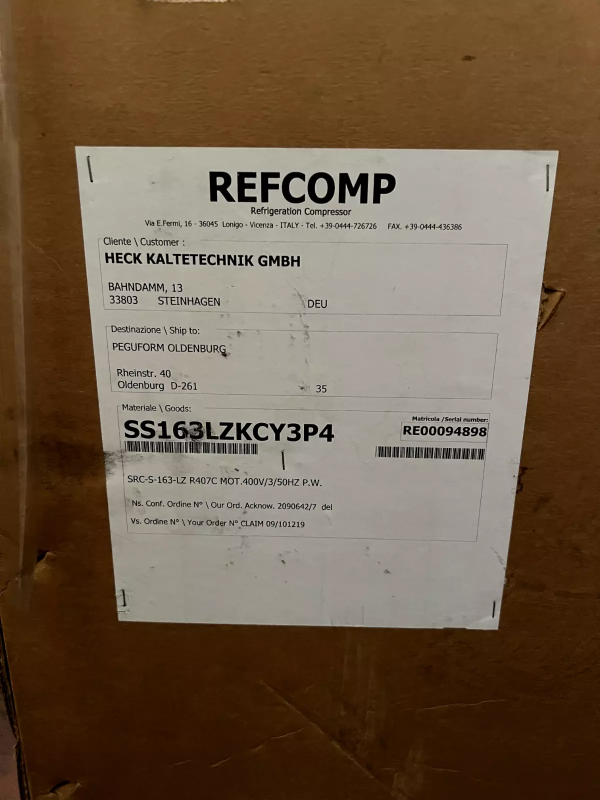 REFCOMP
Refrigeration Compressor
Via E.Fermi, 16 - 36045 Lonigo - Vicenza - ITALY - Tel. +39-0444-726726 FAX. +39-0444-436386
Cliente \ Customer :
HECK KALTETECHNIK GMBH
BAHNDAMM, 13
33803 STEINHAGEN DEU
Destinazione \ Ship to:
PEGUFORM OLDENBURG
Rheinstr. 40
Oldenburg D-261 35
Materiale \ Goods:
Matricola /Serial number:
SS163LZKCY3P4
RE00094898
SRC-S-163-LZ R407C MOT.400V/3/50HZ P.W.
Ns. Conf. Ordine N° \ Our Ord. Acknow. 2090642/7 del
Vs. Ordine N° \ Your Order N° CLAIM 09/101219